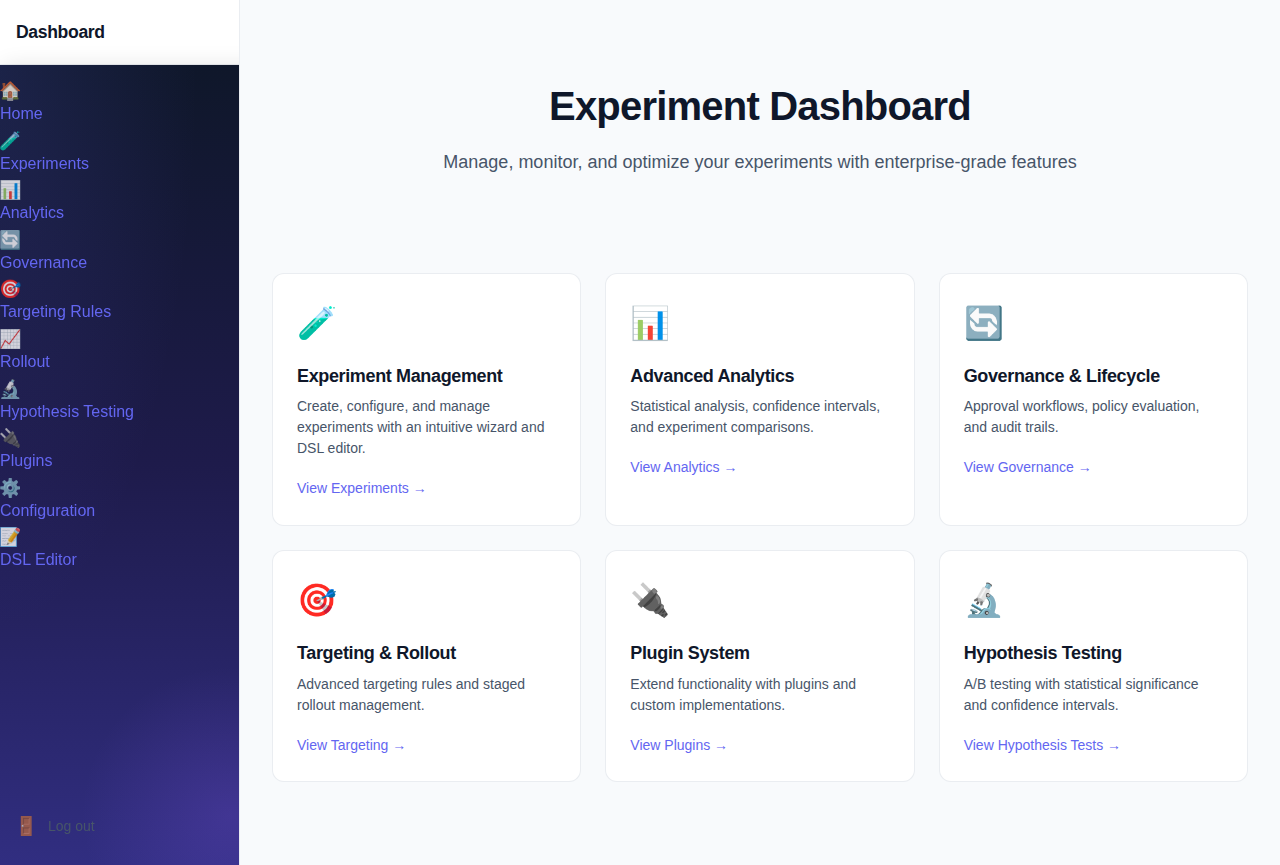 Dashboard
Home
Experiments
Analytics
Governance
Targeting Rules
Rollout
Hypothesis Testing
Plugins
Configuration
DSL Editor
Log out
Experiment Dashboard
Manage, monitor, and optimize your experiments with enterprise-grade features
Experiment Management
Create, configure, and manage
experiments with an intuitive wizard and
DSL editor.
View Experiments →
Advanced Analytics
Statistical analysis, confidence intervals,
and experiment comparisons.
View Analytics →
Governance & Lifecycle
Approval workflows, policy evaluation,
and audit trails.
View Governance →
Targeting & Rollout
Advanced targeting rules and staged
rollout management.
View Targeting →
Plugin System
Extend functionality with plugins and
custom implementations.
View Plugins →
Hypothesis Testing
A/B testing with statistical significance
and confidence intervals.
View Hypothesis Tests →